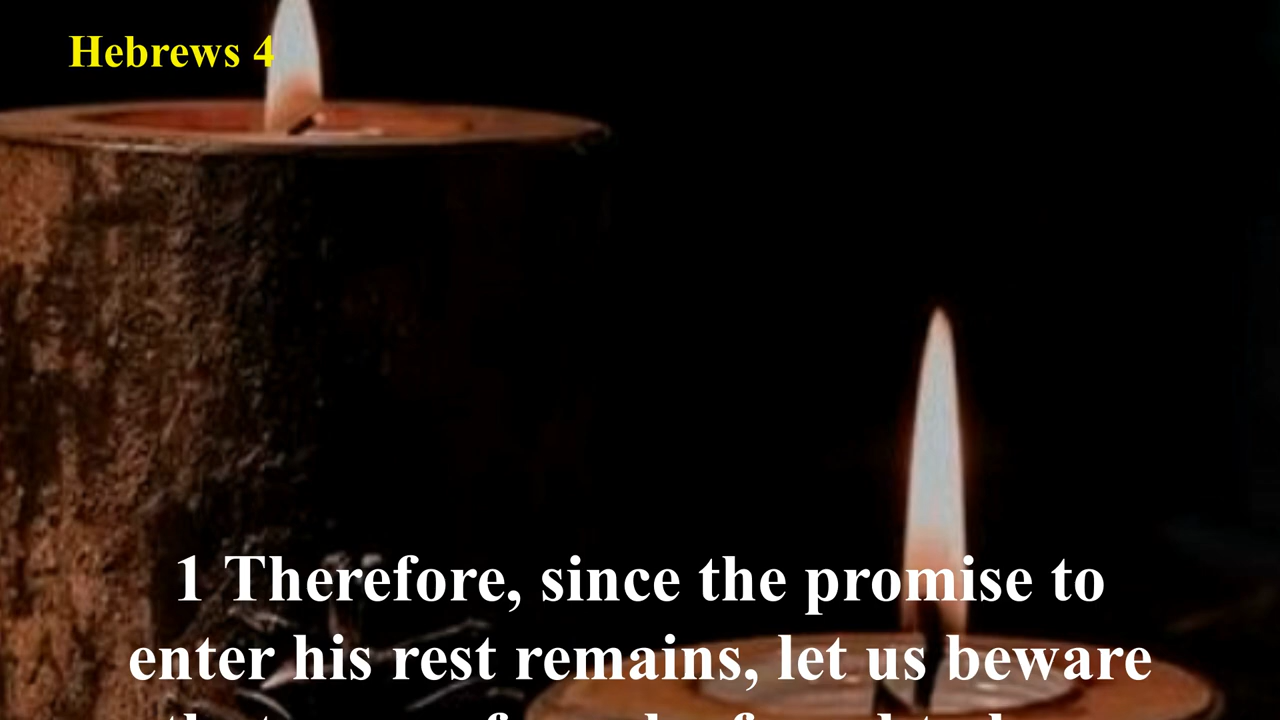 Hebrews 4
1 Therefore, since the promise to
enter his rest remains, let us beware